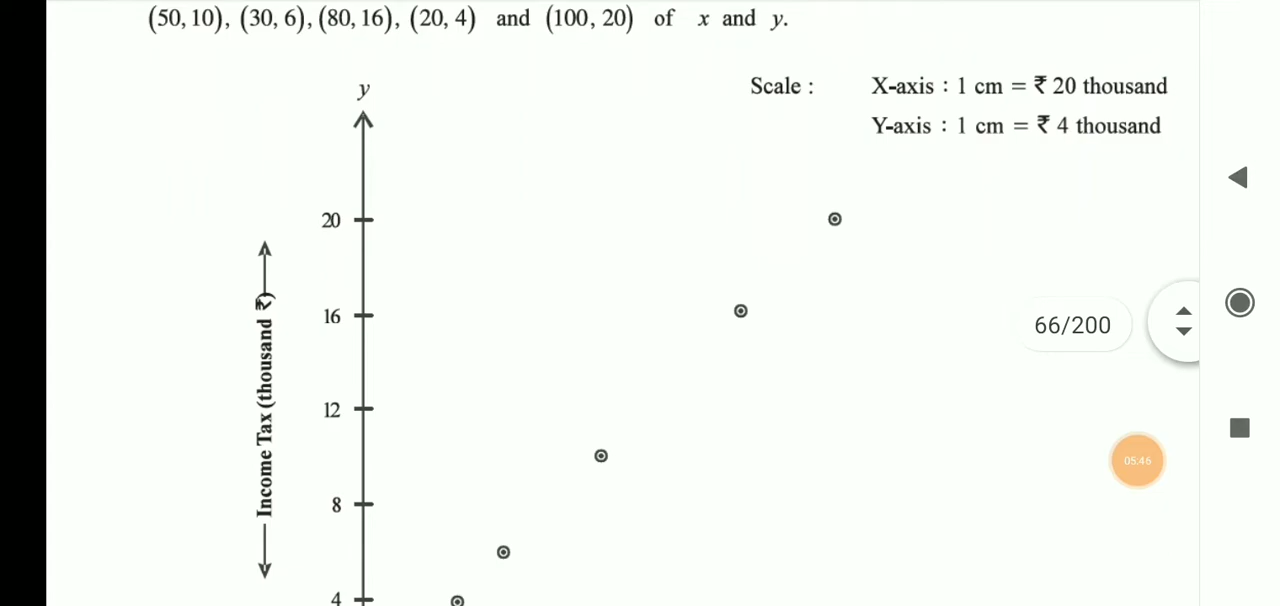 (50, 10), (30, 6), (80, 16), (20, 4) and (100, 20) of x and y.
Scale : X-axis : 1 cm = ₹ 20 thousand
Y-axis : 1 cm = ₹ 4 thousand
y
20
16
12
8
4
Income Tax (thousand ₹)
66/200
05:46